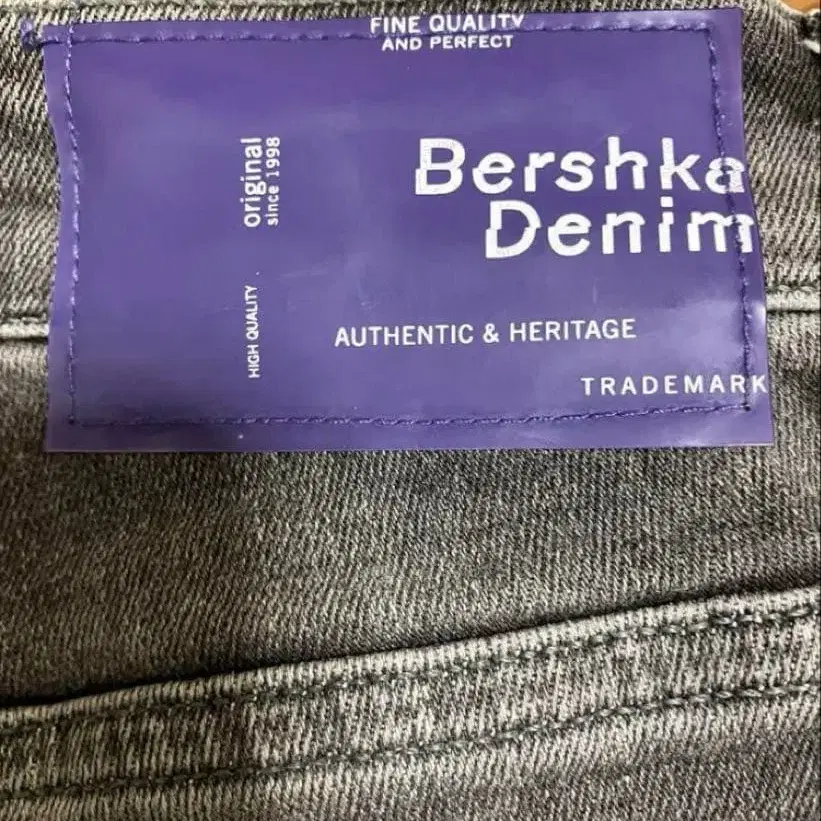 FINE QUALITY
AND PERFECT
original
since 1998
Bershka
Denim
HIGH QUALITY
AUTHENTIC & HERITAGE
TRADEMARK